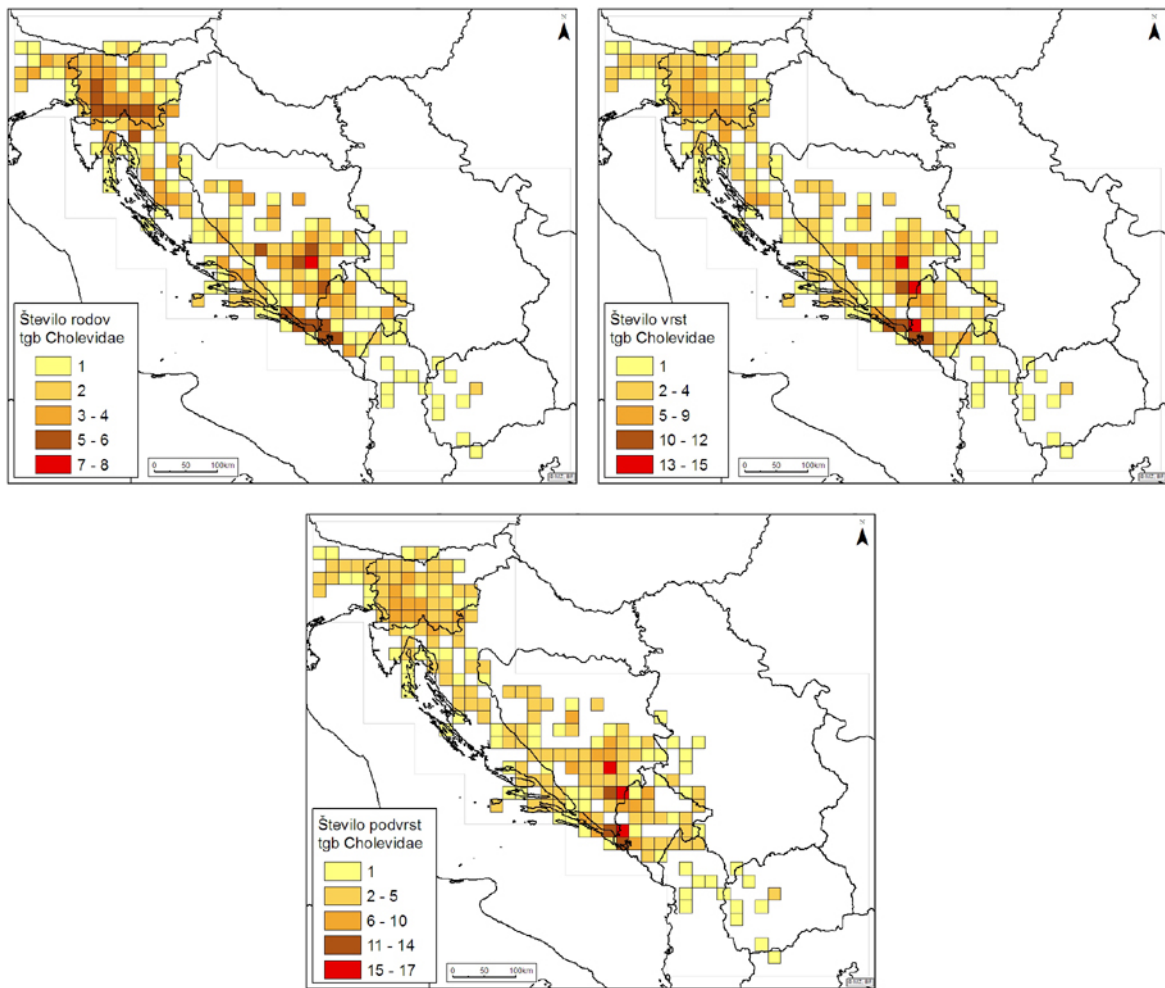 N
Število rodov
tgb Cholevidae
1
2
3 - 4
5 - 6
7 - 8
0 50 100km
N
Število vrst
tgb Cholevidae
1
2 - 4
5 - 9
10 - 12
13 - 15
0 50 100km
N
Število podvrst
tgb Cholevidae
1
2 - 5
6 - 10
11 - 14
15 - 17
0 50 100km